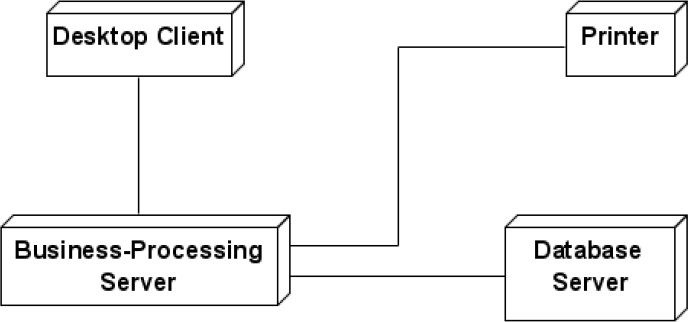 Desktop Client
Printer
Business-Processing
Server
Database
Server